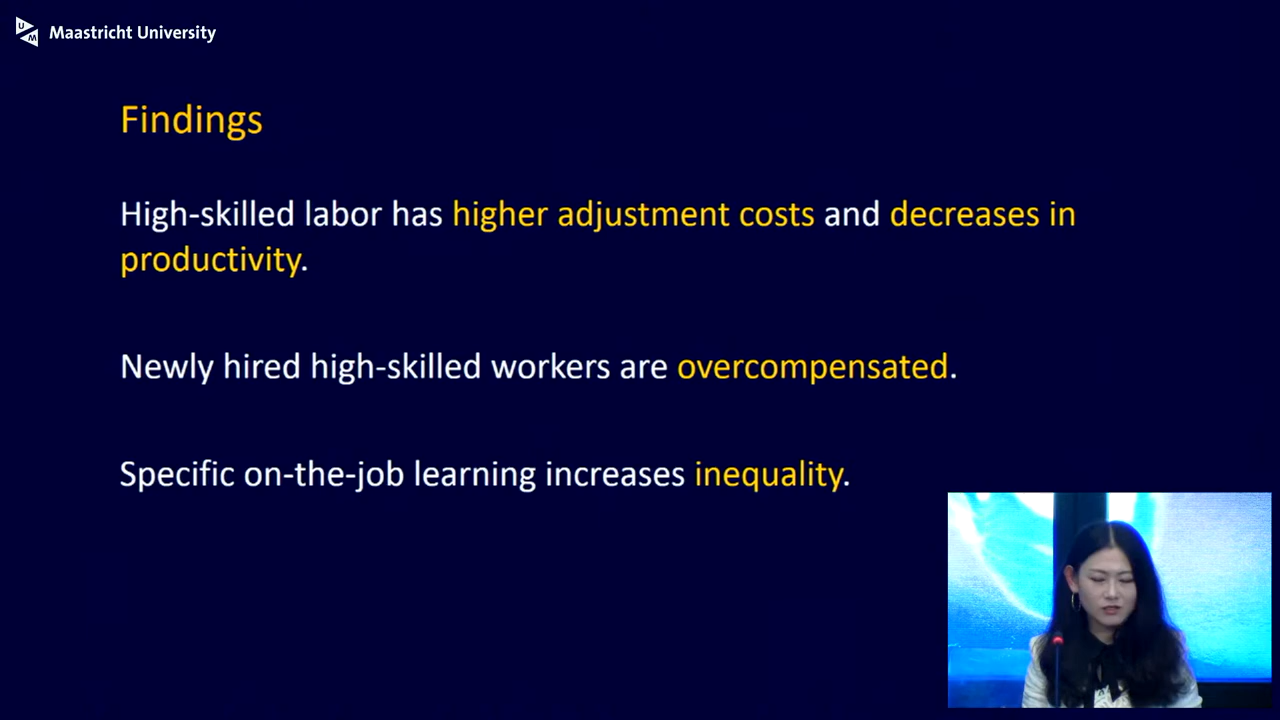 UM
Maastricht University
Findings
High-skilled labor has higher adjustment costs and decreases in
productivity.
Newly hired high-skilled workers are overcompensated.
Specific on-the-job learning increases inequality.